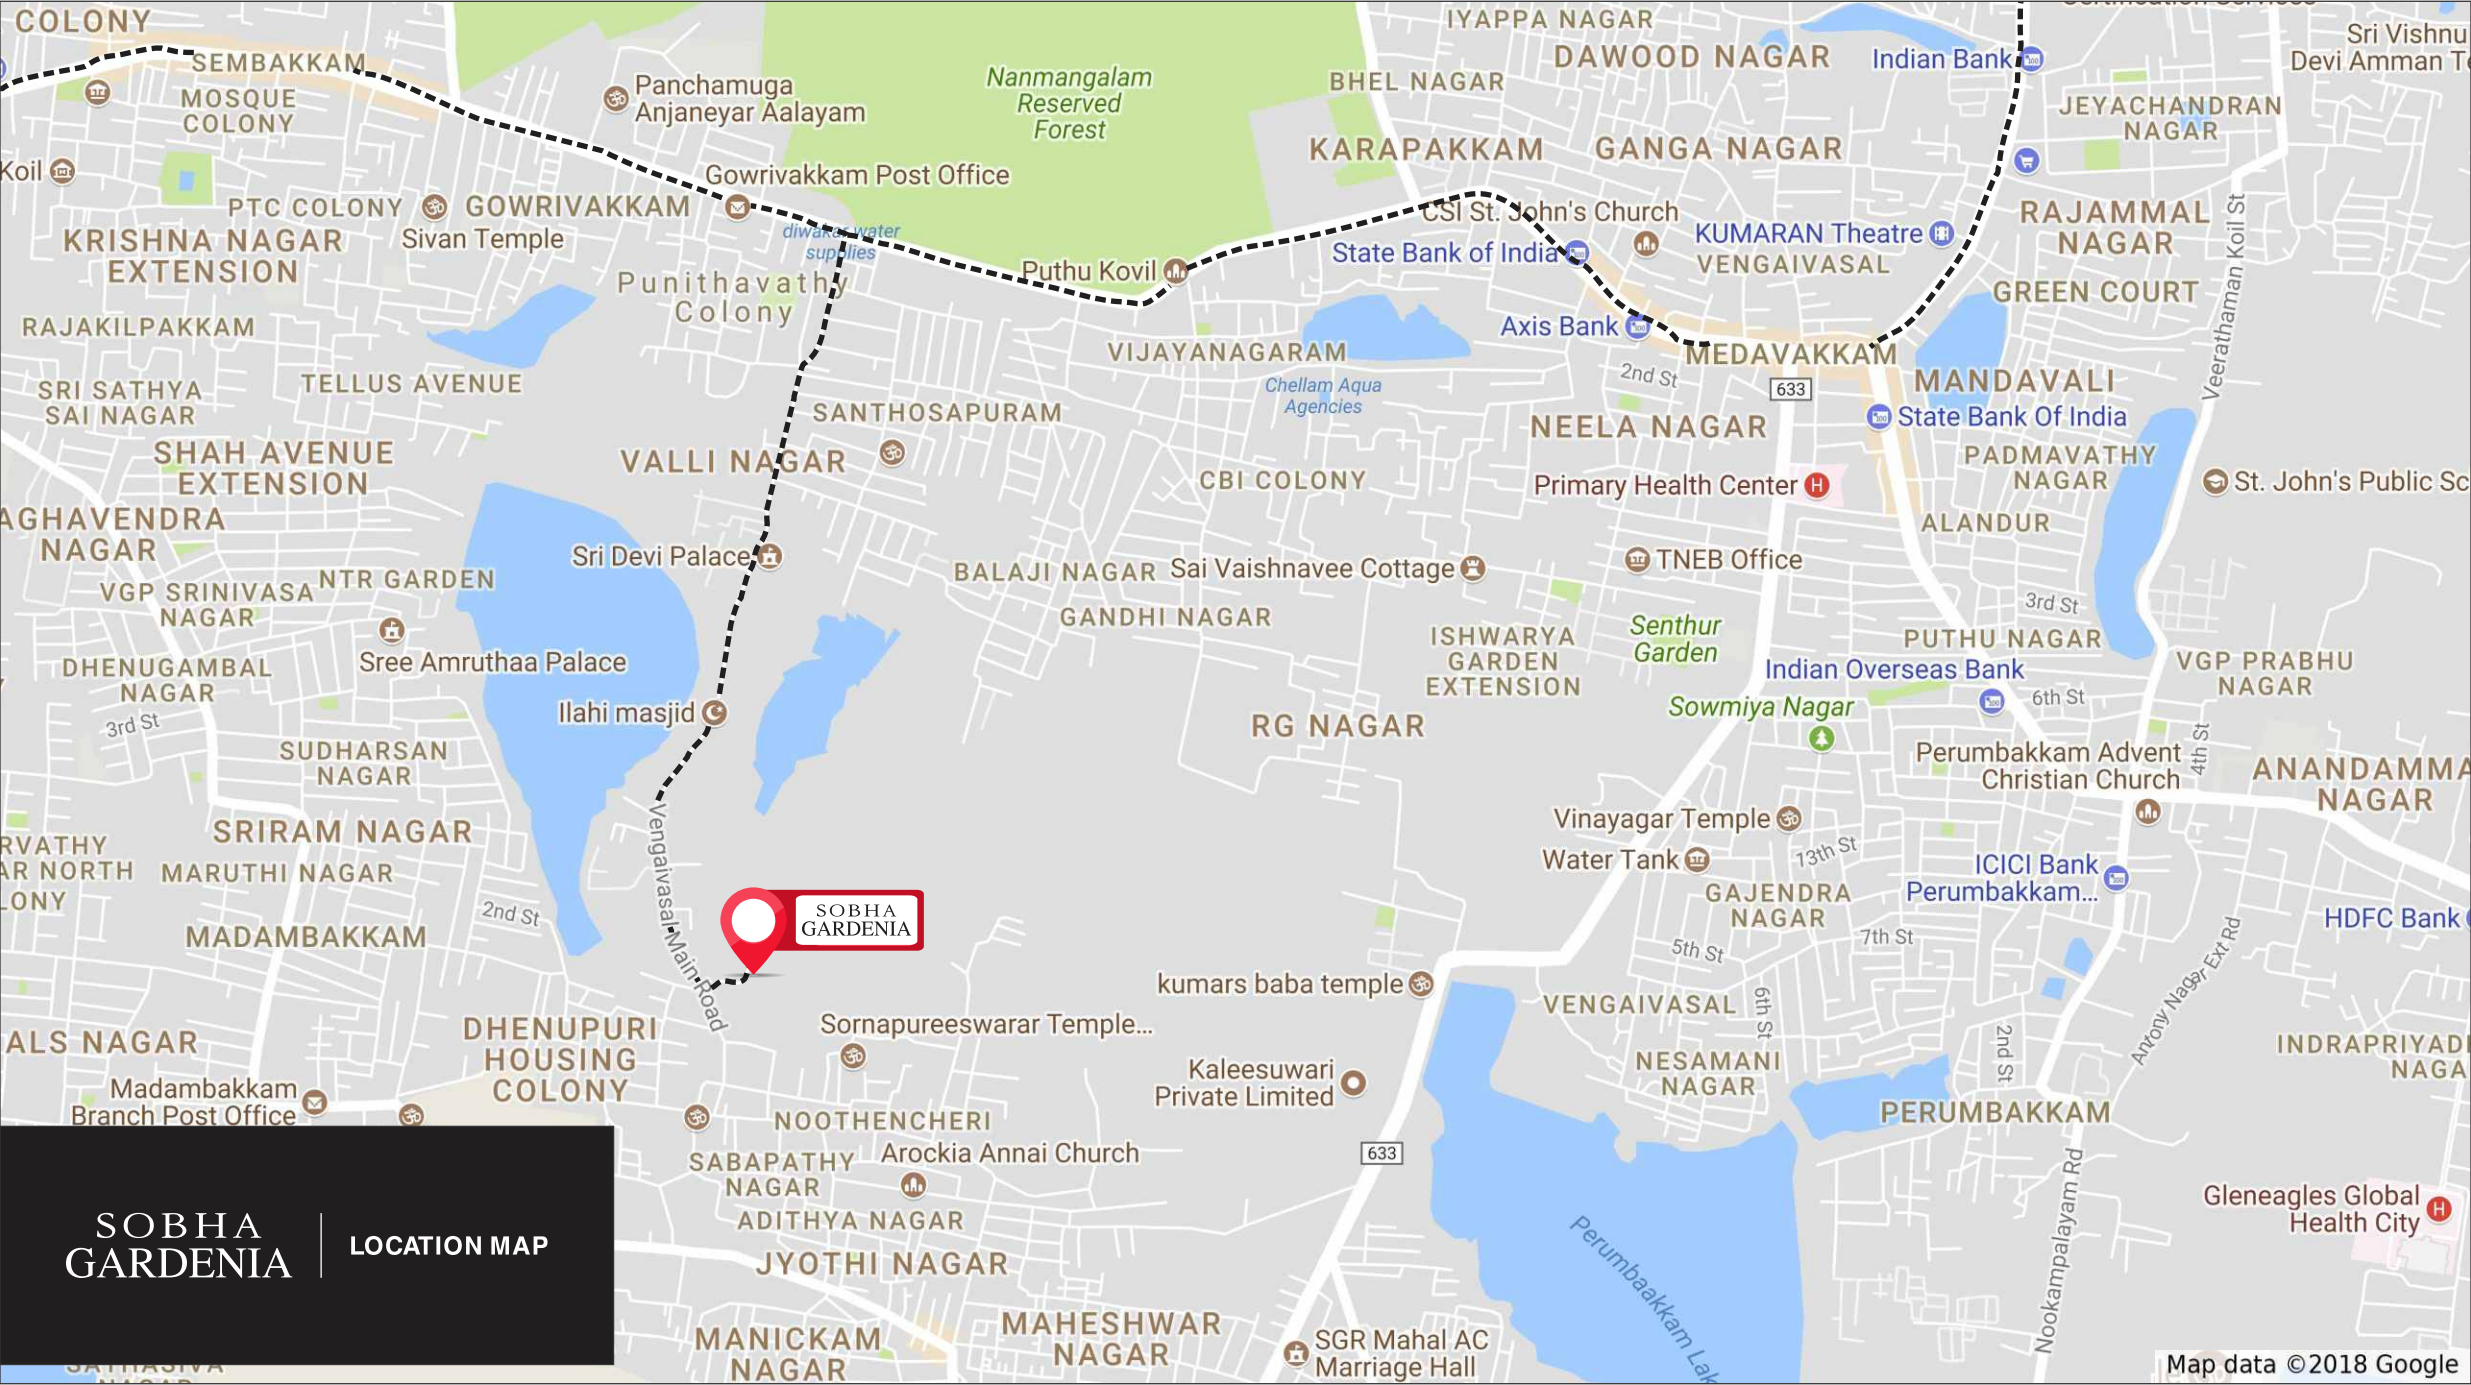 COLONY
SEMBAKKAM
MOSQUE
COLONY
Panchamuga
Anjaneyar Aalayam
Nanmangalam
Reserved
Forest
IYAPPA NAGAR
DAWOOD NAGAR
BHEL NAGAR
Indian Bank
Sri Vishnu
Devi Amman Te
JEYACHANDRAN
NAGAR
KARAPAKKAM
GANGA NAGAR
Koil
Gowrivakkam Post Office
PTC COLONY
GOWRIVAKKAM
Sivan Temple
KRISHNA NAGAR
EXTENSION
diwakar water
supplies
Punithavathy
Colony
Puthu Kovil
CSI St. John's Church
State Bank of India
KUMARAN Theatre
VENGAIVASAL
RAJAMMAL
NAGAR
GREEN COURT
Veerathaman Koil St
RAJAKILPAKKAM
Axis Bank
VIJAYANAGARAM
MEDAVAKKAM
2nd St
633
MANDAVALI
State Bank Of India
SRI SATHYA
SAI NAGAR
TELLUS AVENUE
Chellam Aqua
Agencies
SANTHOSAPURAM
NEELA NAGAR
SHAH AVENUE
EXTENSION
VALLI NAGAR
CBI COLONY
PADMAVATHY
NAGAR
Primary Health Center
St. John's Public Sc
AGHAVENDRA
NAGAR
ALANDUR
Sri Devi Palace
BALAJI NAGAR
Sai Vaishnavee Cottage
TNEB Office
NTR GARDEN
VGP SRINIVASA
NAGAR
GANDHI NAGAR
3rd St
ISHWARYA
GARDEN
EXTENSION
Senthur
Garden
PUTHU NAGAR
Sree Amruthaa Palace
DHENUGAMBAL
NAGAR
Indian Overseas Bank
VGP PRABHU
NAGAR
6th St
Sowmiya Nagar
3rd St
Ilahi masjid
RG NAGAR
SUDHARSAN
NAGAR
Perumbakkam Advent
Christian Church
4th St
ANANDAMMA
NAGAR
SRIRAM NAGAR
Vinayagar Temple
Water Tank
13th St
RVATHY
AR NORTH
LONY
MARUTHI NAGAR
Vengaivasal Main Road
ICICI Bank
Perumbakkam...
GAJENDRA
NAGAR
2nd St
MADAMBAKKAM
SOBHA
GARDENIA
HDFC Bank
5th St
7th St
Antony Nagar Ext Rd
kumars baba temple
VENGAIVASAL
6th St
2nd St
ALS NAGAR
DHENUPURI
HOUSING
COLONY
Sornapureeswarar Temple...
Kaleesuwari
Private Limited
NESAMANI
NAGAR
INDRAPRIYAD
NAGA
Madambakkam
Branch Post Office
NOOTHENCHERI
PERUMBAKKAM
Arockia Annai Church
633
SABAPATHY
NAGAR
ADITHYA NAGAR
JYOTHI NAGAR
Gleneagles Global
Health City
Nookampalayam Rd
Perumbaakkam Lak
SOBHA
GARDENIA
LOCATION MAP
MAHESHWAR
NAGAR
MANICKAM
NAGAR
SGR Mahal AC
Marriage Hall
Map data ©2018 Google